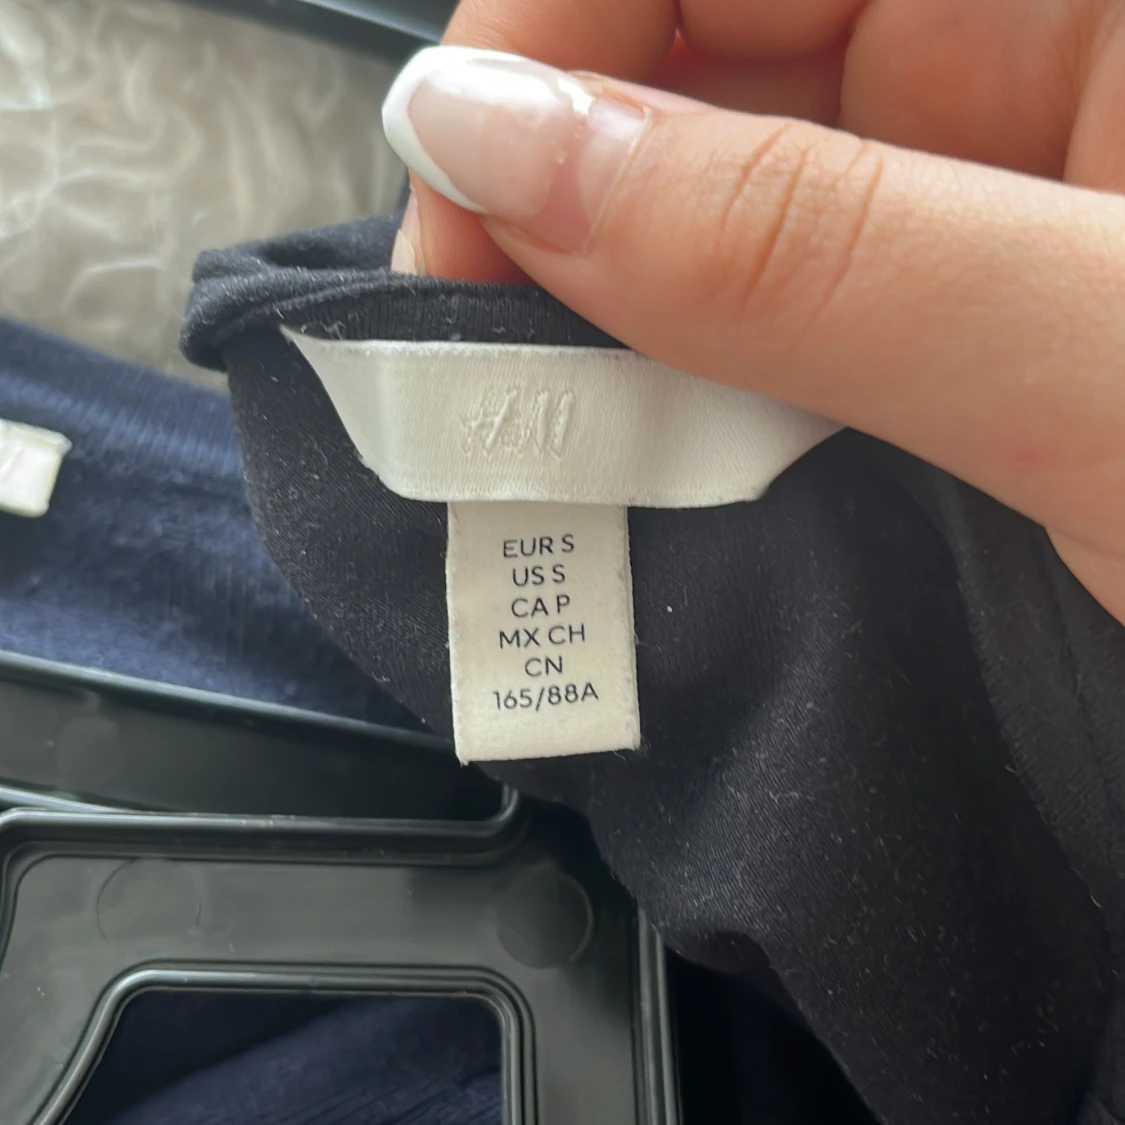 H&M
EUR S
US S
CA P
MX CH
CN
165/88A